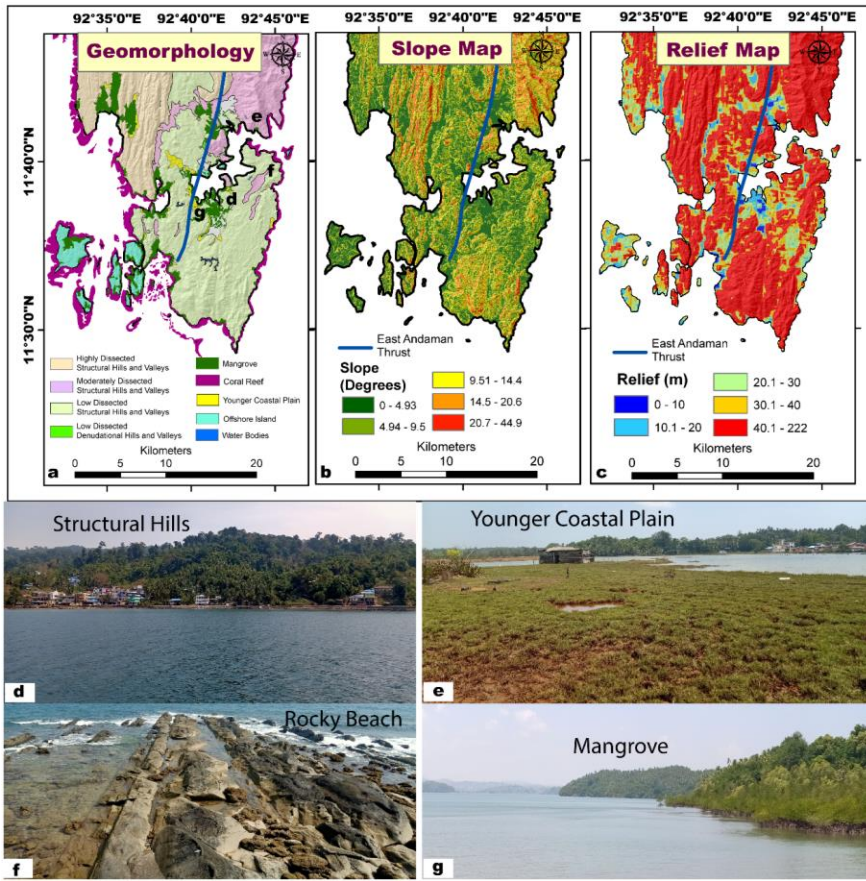 92°35'0"E 92°40'0"E 92°45'0"E
92°35'0"E 92°40'0"E 92°45'0"E
92°35'0"E 92°40'0"E 92°45'0"E
Geomorphology
Slope Map
Relief Map
11°40'0"N
11°30'0"N
e
f
d
g
Highly Dissected
Structural Hills and Valleys
Moderately Dissected
Structural Hills and Valleys
Low Dissected
Structural Hills and Valleys
Low Dissected
Denudational Hills and Valleys
Mangrove
Coral Reef
Younger Coastal Plain
Offshore Island
Water Bodies
Kilometers
0 5 10 20
a
East Andaman
Thrust
Slope
(Degrees)
0 - 4.93
4.94 - 9.5
9.51 - 14.4
14.5 - 20.6
20.7 - 44.9
Kilometers
0 5 10 20
b
East Andaman
Thrust
Relief (m)
0 - 10
10.1 - 20
20.1 - 30
30.1 - 40
40.1 - 222
Kilometers
0 5 10 20
c
Structural Hills
d
Younger Coastal Plain
e
Rocky Beach
f
Mangrove
g